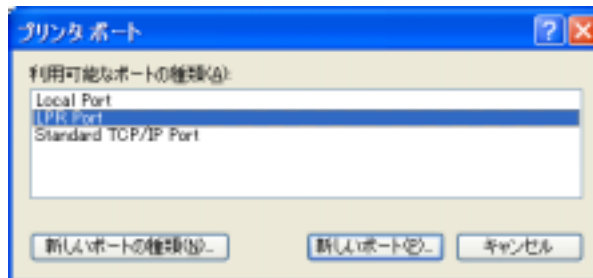 プリンタ ポート
利用可能なポートの種類(A):
Local Port
LPR Port
Standard TCP/IP Port
新しいポートの種類(N)...
新しいポート(P)...
キャンセル